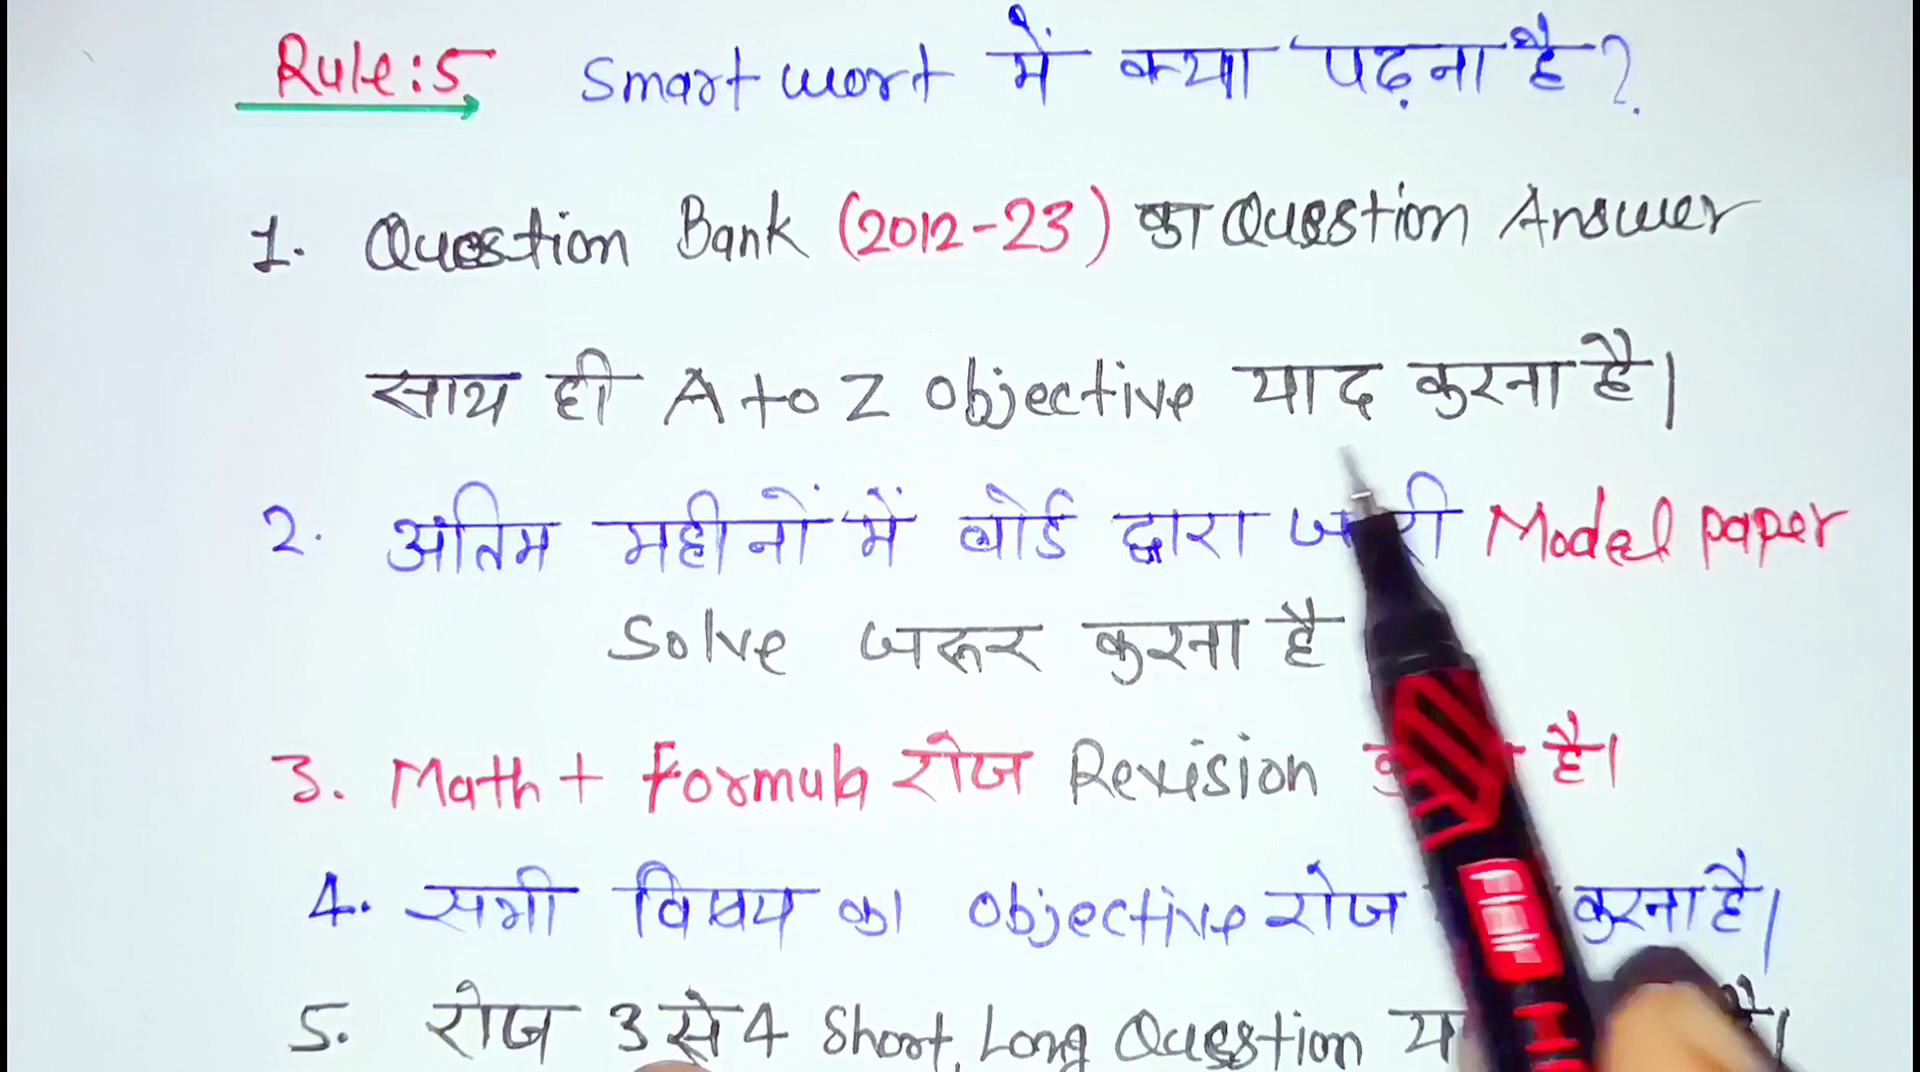 Rule:5 Smart wort में क्या पढ़ना है?
1. Question Bank (2012-23) का Question Answer
साथ ही A to Z objective याद करना है।
2. अंतिम महीनों में बोर्ड द्वारा Model paper
Solve जरूर करना है
3. Math + Formula रोज Revision है।
4. सभी विषय का objective रोज करना है।
5. रोज 3 से 4 Short, Long Question